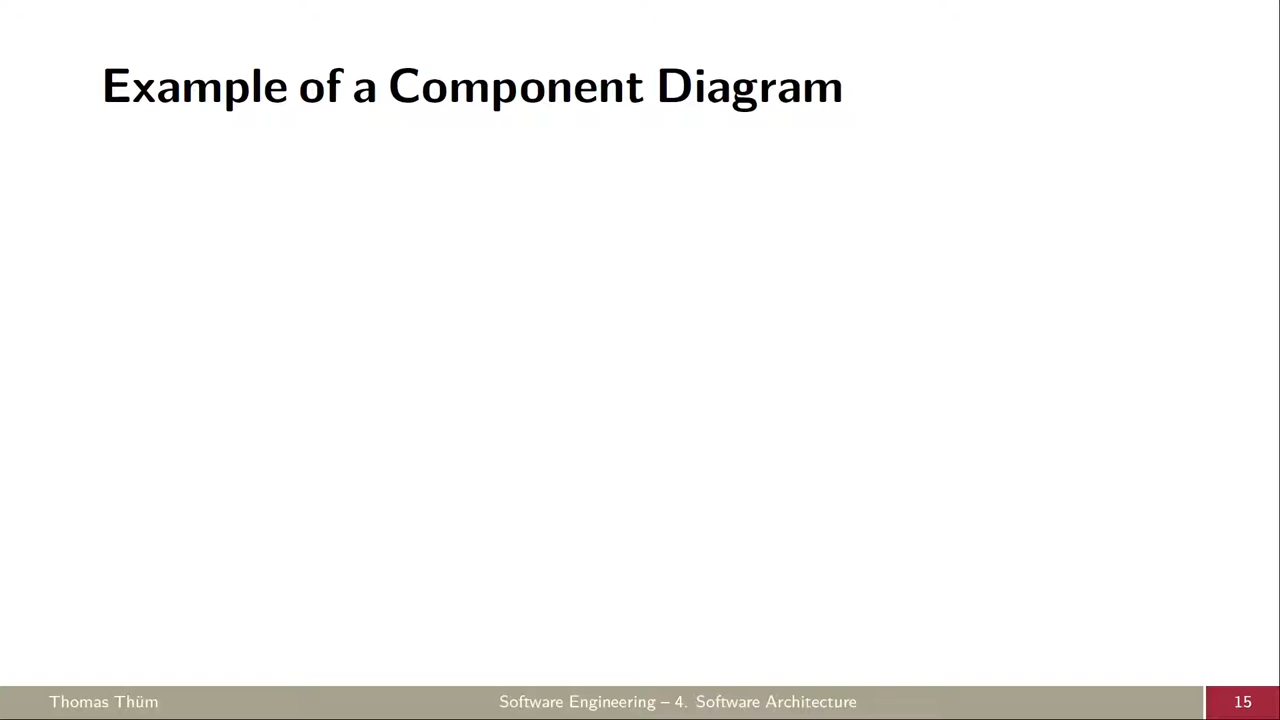 Example of a Component Diagram
Thomas Thüm
Software Engineering – 4. Software Architecture
15